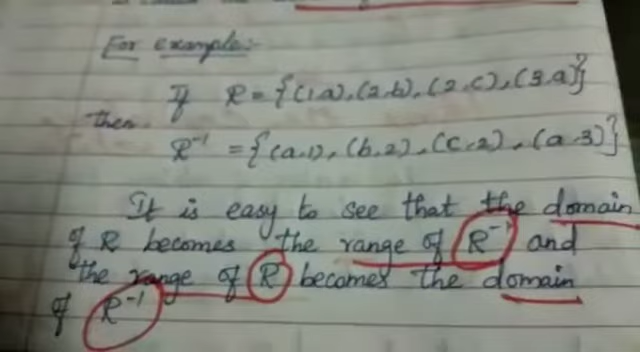 For example:-
If R = {(1,a), (2,b), (2,c), (3,a)}
then
R⁻¹ = {(a,1), (b,2), (c,2), (a,3)}
It is easy to see that the domain
of R becomes the range of R⁻¹ and
the range of R becomes the domain
of R⁻¹